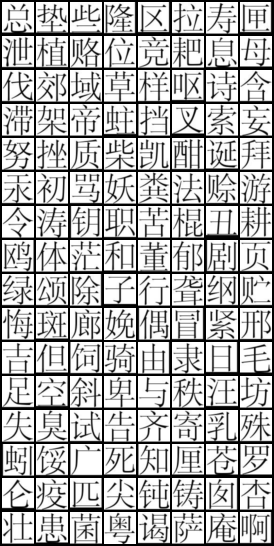 总垫些隆区拉寿匣
泄植赂位竞耙息母
伐郊域草样呕诗含
滞架帝蛀挡叉索妄
努挫质柴凯酣诞拜
汞初骂妖粪法赊游
令涛钥职苦棍丑耕
鸥体茫和董郁剧页
绿颂除子行聋纲贮
悔斑廊娩偶冒紧邢
吉但饲骑由隶日毛
足空斜卑与秩汪坊
失臭试告齐寄乳殊
蚓馁广死知厘苍罗
仑疫匹尖钝铸囱杏
壮患菌粤谒萨庵啊